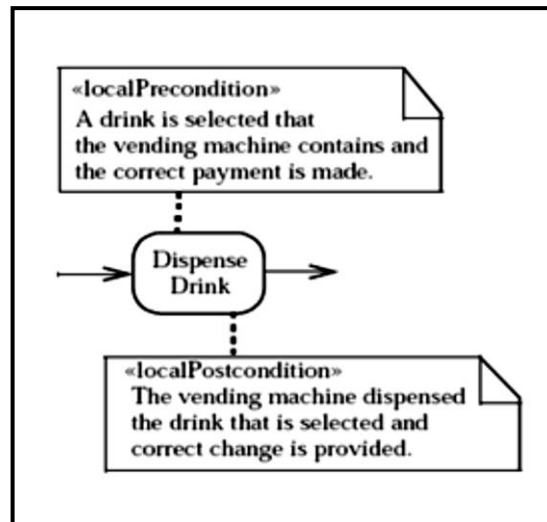 «localPrecondition»
A drink is selected that
the vending machine contains and
the correct payment is made.
Dispense
Drink
«localPostcondition»
The vending machine dispensed
the drink that is selected and
correct change is provided.